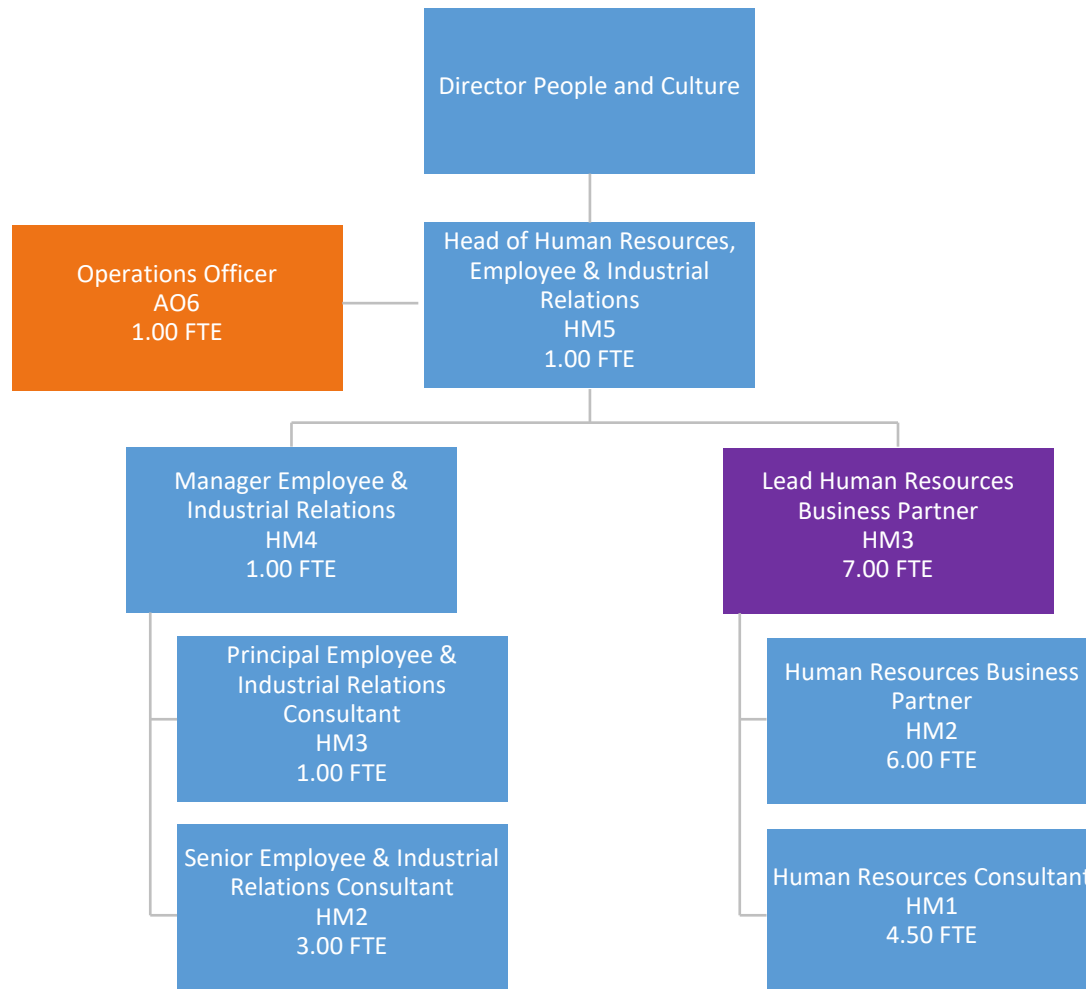 Director People and Culture
Operations Officer
AO6
1.00 FTE
Head of Human Resources,
Employee & Industrial
Relations
HM5
1.00 FTE
Manager Employee &
Industrial Relations
HM4
1.00 FTE
Principal Employee &
Industrial Relations
Consultant
HM3
1.00 FTE
Senior Employee & Industrial
Relations Consultant
HM2
3.00 FTE
Lead Human Resources
Business Partner
HM3
7.00 FTE
Human Resources Business
Partner
HM2
6.00 FTE
Human Resources Consultant
HM1
4.50 FTE